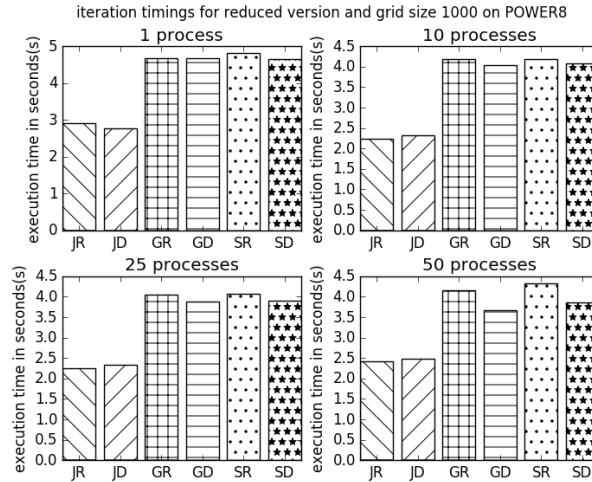 iteration timings for reduced version and grid size 1000 on POWER8
1 process
execution time in seconds(s)
5
4
3
2
1
0
JR JD GR GD SR SD
10 processes
execution time in seconds(s)
4.5
4.0
3.5
3.0
2.5
2.0
1.5
1.0
0.5
0.0
JR JD GR GD SR SD
25 processes
execution time in seconds(s)
4.5
4.0
3.5
3.0
2.5
2.0
1.5
1.0
0.5
0.0
JR JD GR GD SR SD
50 processes
execution time in seconds(s)
4.5
4.0
3.5
3.0
2.5
2.0
1.5
1.0
0.5
0.0
JR JD GR GD SR SD